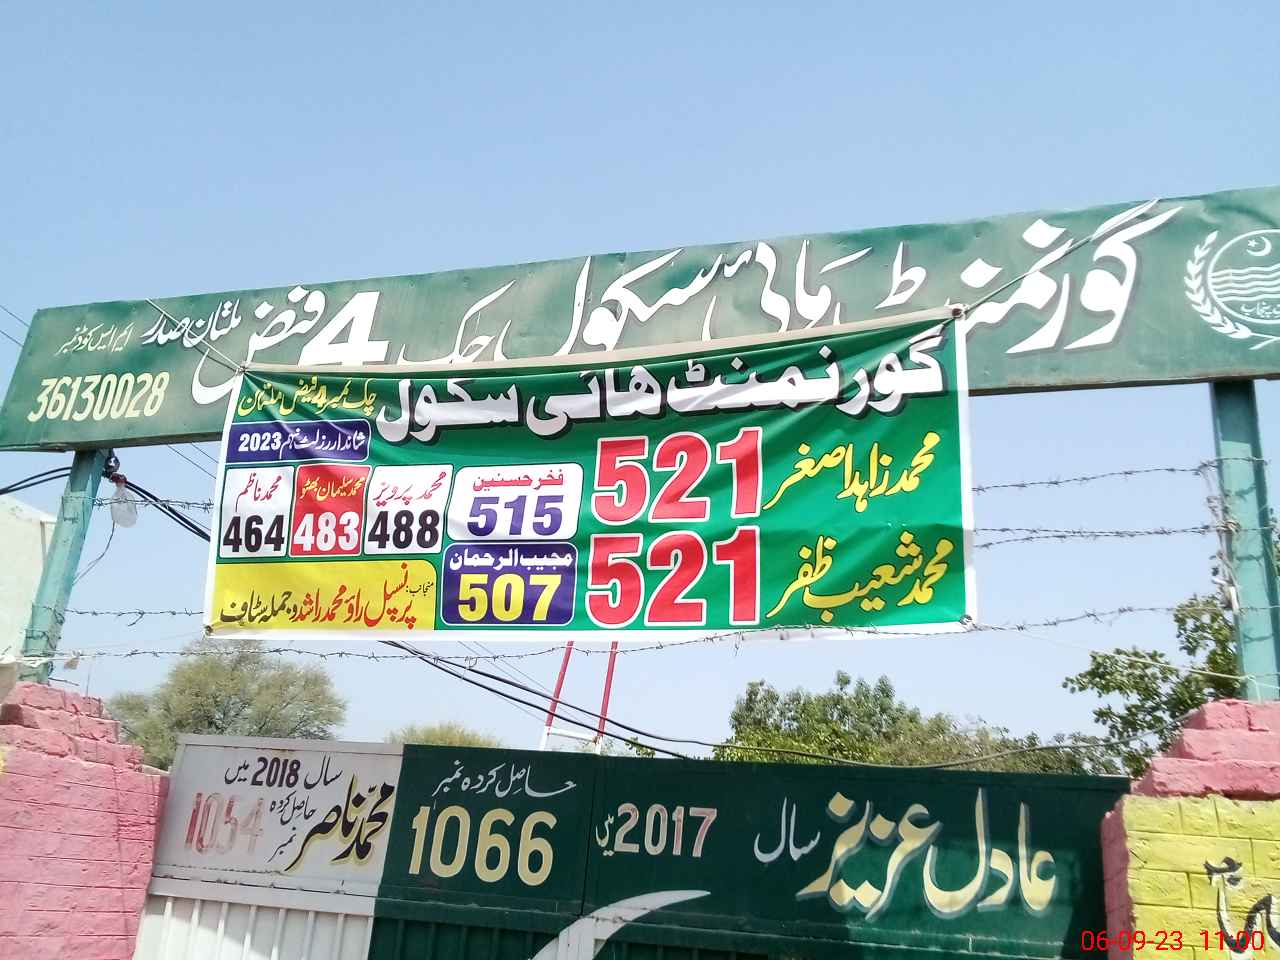 گورنمنٹ ہائی سکول چک 4 فیض ملتان صدر
ایم ایس کوڈ نمبر
36130028
گورنمنٹ ہائی سکول
چک نمبر 4 فیض ملتان
شاندار رزلٹ نہم 2023
محمد زاہد اصغر 521
محمد شعیب ظفر 521
فخر حسنین
515
مجیب الرحمان
507
محمد پرویز
488
محمد سلیمان بھٹو
483
محمد ناظم
464
منجانب: پرنسپل راؤ محمد راشد و جملہ سٹاف
عادل عزیز سال 2017 میں
حاصل کردہ نمبر
1066
محمد ناصر
سال 2018 میں
حاصل کردہ نمبر
1054
06-09-23 11:00